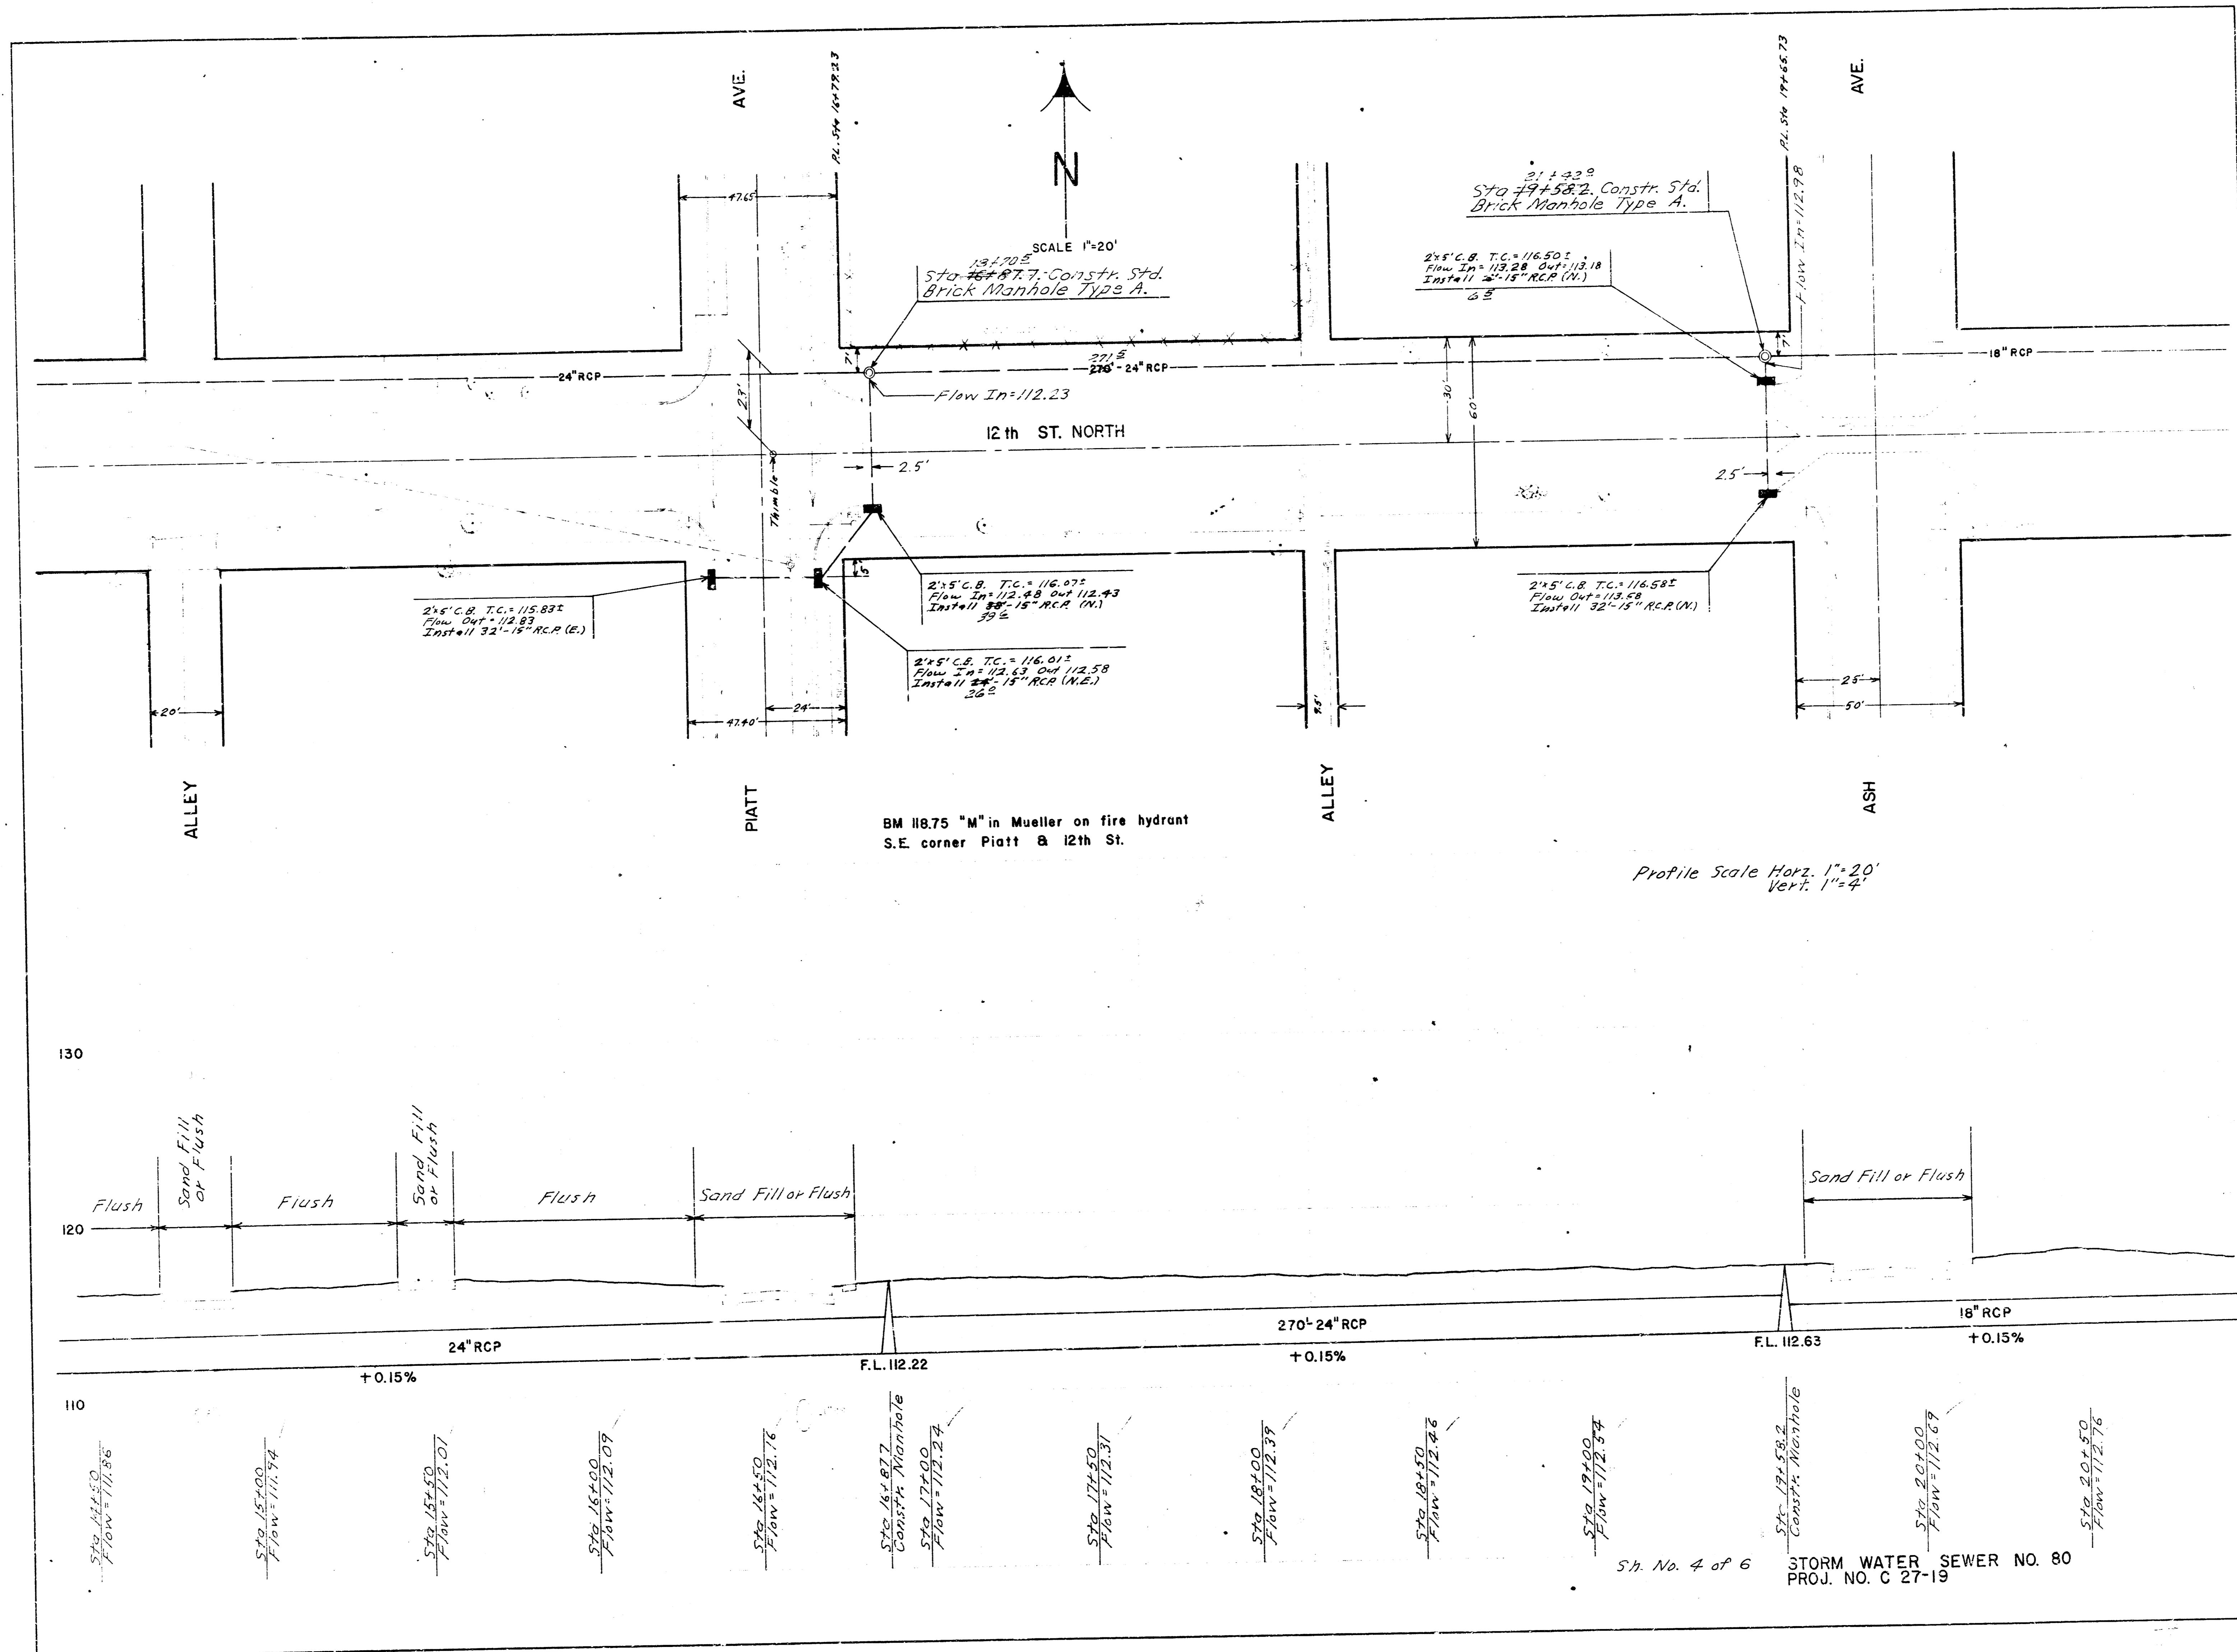 AVE.
P.L. Sta 16+79.23
N
SCALE 1"=20'
P.L. Sta 19+65.73
AVE.
47.65'
13+70.5
Sta 16+87.7. Constr. Std.
Brick Manhole Type A.
21+42.0
Sta 19+58.2. Constr. Std.
Brick Manhole Type A.
Flow In=112.98
2'x5' C.B. T.C.=116.50±
Flow In=113.28 Out=113.18
Install -15" R.C.P. (N.)
6.5
24" RCP
7'
271.5
270'-24" RCP
7'
18" RCP
23'
Flow In=112.23
30'
60'
12th ST. NORTH
2.5'
2.5'
Thimble
5'
2'x5' C.B. T.C.=115.83±
Flow Out=112.83
Install 32'-15" R.C.P. (E.)
2'x5' C.B. T.C.=116.07±
Flow In=112.48 Out 112.43
Install 38'-15" R.C.P. (N.)
39.6
2'x5' C.B. T.C.=116.01±
Flow In=112.63 Out 112.58
Install 24'-15" R.C.P. (N.E.)
26.0
2'x5' C.B. T.C.=116.58±
Flow Out=113.58
Install 32'-15" R.C.P. (N.)
20'
24'
47.40'
9.5'
25'
50'
ALLEY
PIATT
ALLEY
ASH
BM 118.75 "M" in Mueller on fire hydrant
S.E. corner Piatt & 12th St.
Profile Scale Horz. 1"=20'
Vert. 1"=4'
130
Flush
Sand Fill
or Flush
Flush
Sand Fill
or Flush
Flush
Sand Fill or Flush
Sand Fill or Flush
120
24" RCP
270'-24" RCP
18" RCP
+0.15%
F.L. 112.22
+0.15%
F.L. 112.63
+0.15%
110
Sta 14+50
Flow=111.86
Sta 15+00
Flow=111.94
Sta 15+50
Flow=112.01
Sta 16+00
Flow=112.09
Sta 16+50
Flow=112.16
Sta 16+87.7
Constr. Manhole
Sta 17+00
Flow=112.24
Sta 17+50
Flow=112.31
Sta 18+00
Flow=112.39
Sta 18+50
Flow=112.46
Sta 19+00
Flow=112.54
Sta 19+58.2
Constr. Manhole
Sta 20+00
Flow=112.69
Sta 20+50
Flow=112.76
Sh. No. 4 of 6
STORM WATER SEWER NO. 80
PROJ. NO. C 27-19